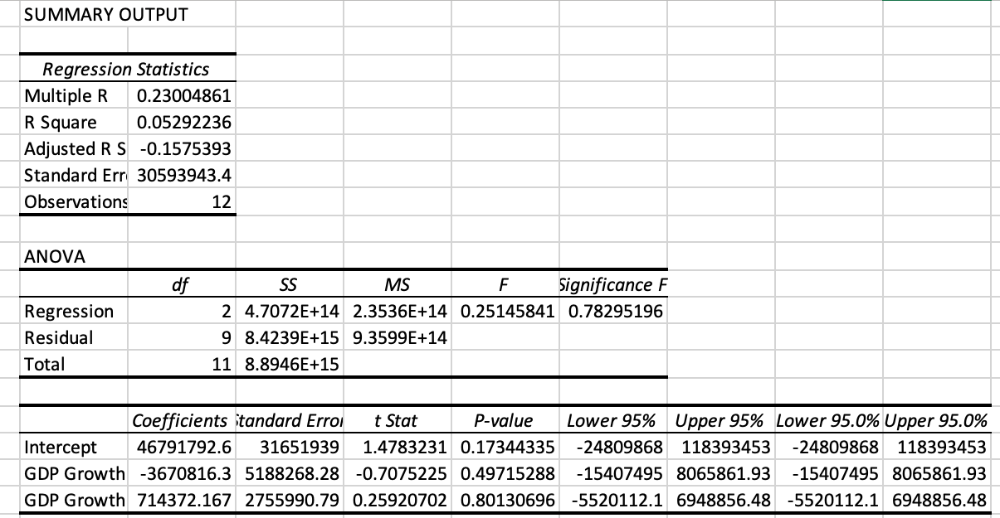 SUMMARY OUTPUT
Regression Statistics
Multiple R 0.23004861
R Square 0.05292236
Adjusted R S -0.1575393
Standard Err 30593943.4
Observations 12
ANOVA
df SS MS F Significance F
Regression 2 4.7072E+14 2.3536E+14 0.25145841 0.78295196
Residual 9 8.4239E+15 9.3599E+14
Total 11 8.8946E+15
Coefficients Standard Error t Stat P-value Lower 95% Upper 95% Lower 95.0% Upper 95.0%
Intercept 46791792.6 31651939 1.4783231 0.17344335 -24809868 118393453 -24809868 118393453
GDP Growth -3670816.3 5188268.28 -0.7075225 0.49715288 -15407495 8065861.93 -15407495 8065861.93
GDP Growth 714372.167 2755990.79 0.25920702 0.80130696 -5520112.1 6948856.48 -5520112.1 6948856.48